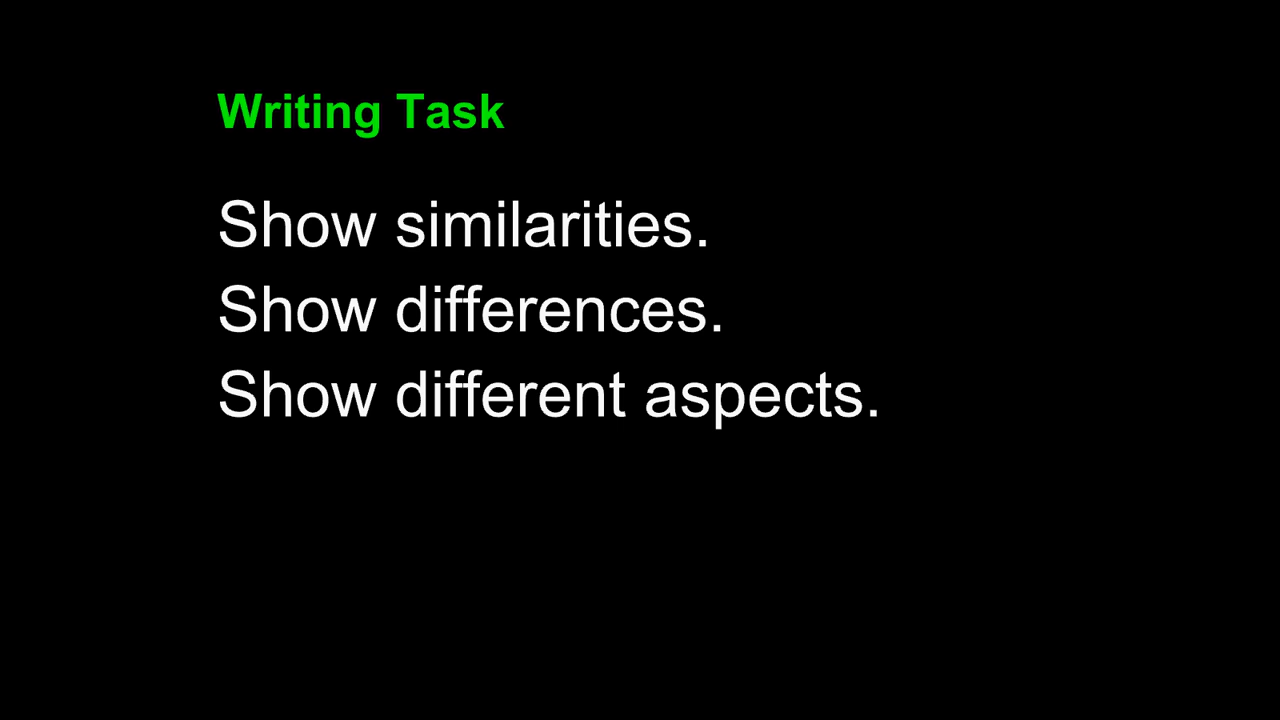 Writing Task
Show similarities.
Show differences.
Show different aspects.